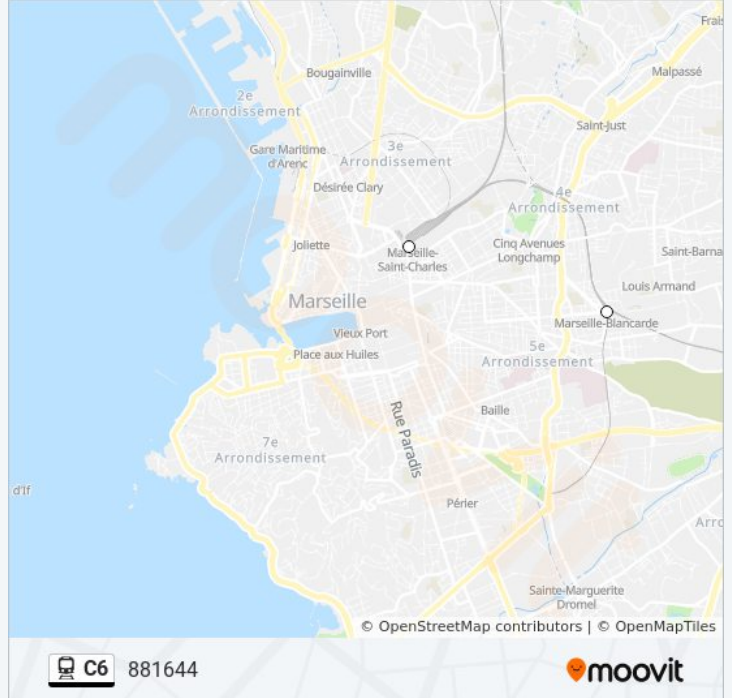 Frais
Bougainville
Malpassé
2e
Arrondissement
Saint-Just
Gare Maritime
d'Arenc
3e
Arrondissement
Désirée Clary
4e
Arrondissement
Joliette
Marseille-
Saint-Charles
Cinq Avenues
Longchamp
Saint-Barna
Louis Armand
Marseille
Marseille-Blancarde
Vieux Port
Place aux Huiles
5e
Arrondissement
Rue Paradis
Baille
7e
Arrondissement
d'If
Périer
Arro
Sainte-Marguerite
Dromel
© OpenStreetMap contributors | © OpenMapTiles
C6 881644
moovit